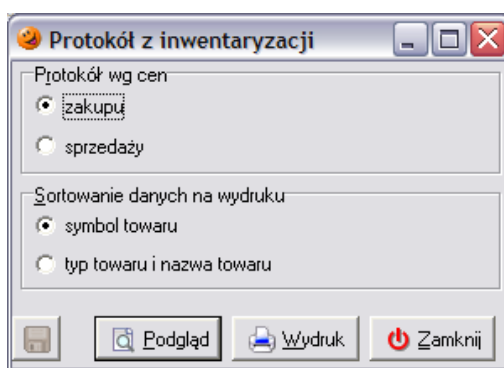 Protokół z inwentaryzacji
Protokół wg cen
zakupu
sprzedaży
Sortowanie danych na wydruku
symbol towaru
typ towaru i nazwa towaru
Podgląd Wydruk Zamknij